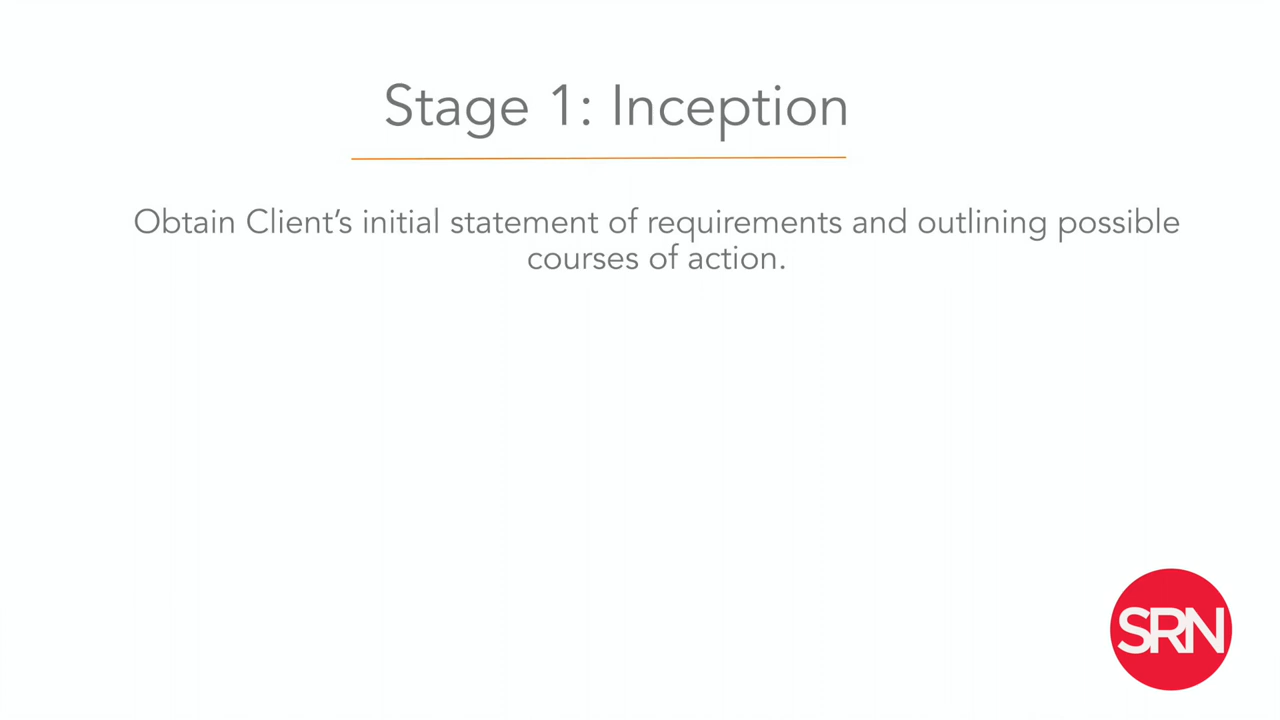 Stage 1: Inception
Obtain Client’s initial statement of requirements and outlining possible
courses of action.
SRN